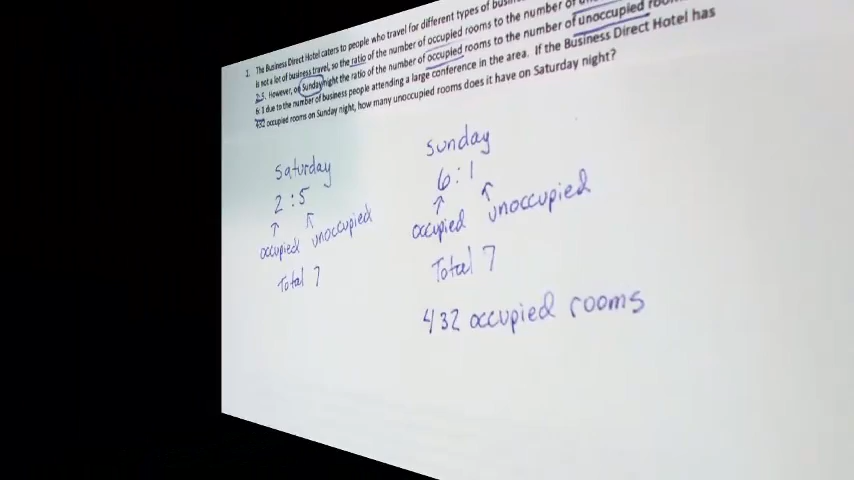 1. The Business Direct Hotel caters to people who travel for different types of
is not a lot of business travel, so the ratio of the number of occupied rooms to the number of
2:5. However, on Sunday night the ratio of the number of occupied rooms to the number of unoccupied
6:1 due to the number of business people attending a large conference in the area. If the Business Direct Hotel has
432 occupied rooms on Sunday night, how many unoccupied rooms does it have on Saturday night?
Saturday
2 : 5
occupied unoccupied
Total 7
Sunday
6 : 1
occupied unoccupied
Total 7
432 occupied rooms